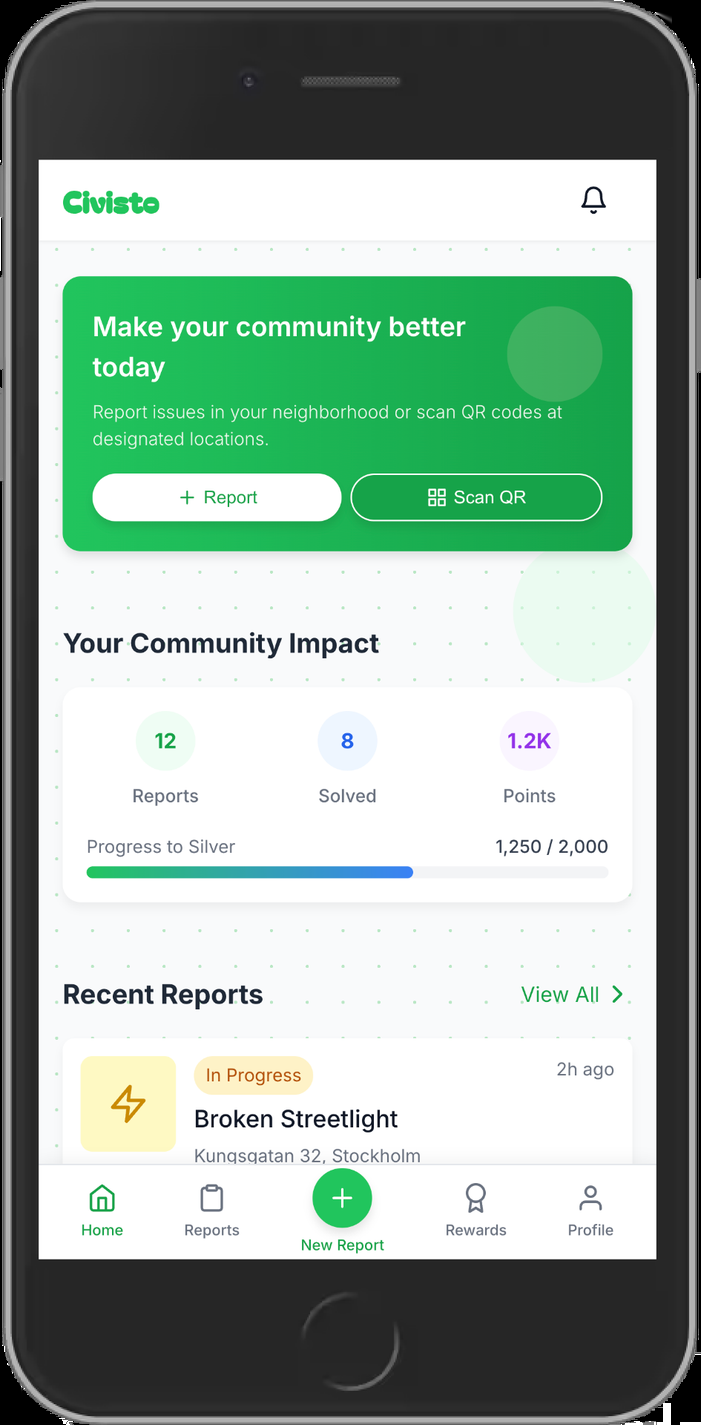 Civisto
Make your community better
today
Report issues in your neighborhood or scan QR codes at
designated locations.
+ Report
Scan QR
Your Community Impact
12
8
1.2K
Reports
Solved
Points
Progress to Silver
1,250 / 2,000
Recent Reports
View All
In Progress
2h ago
Broken Streetlight
Kungsgatan 32, Stockholm
Home
Reports
New Report
Rewards
Profile